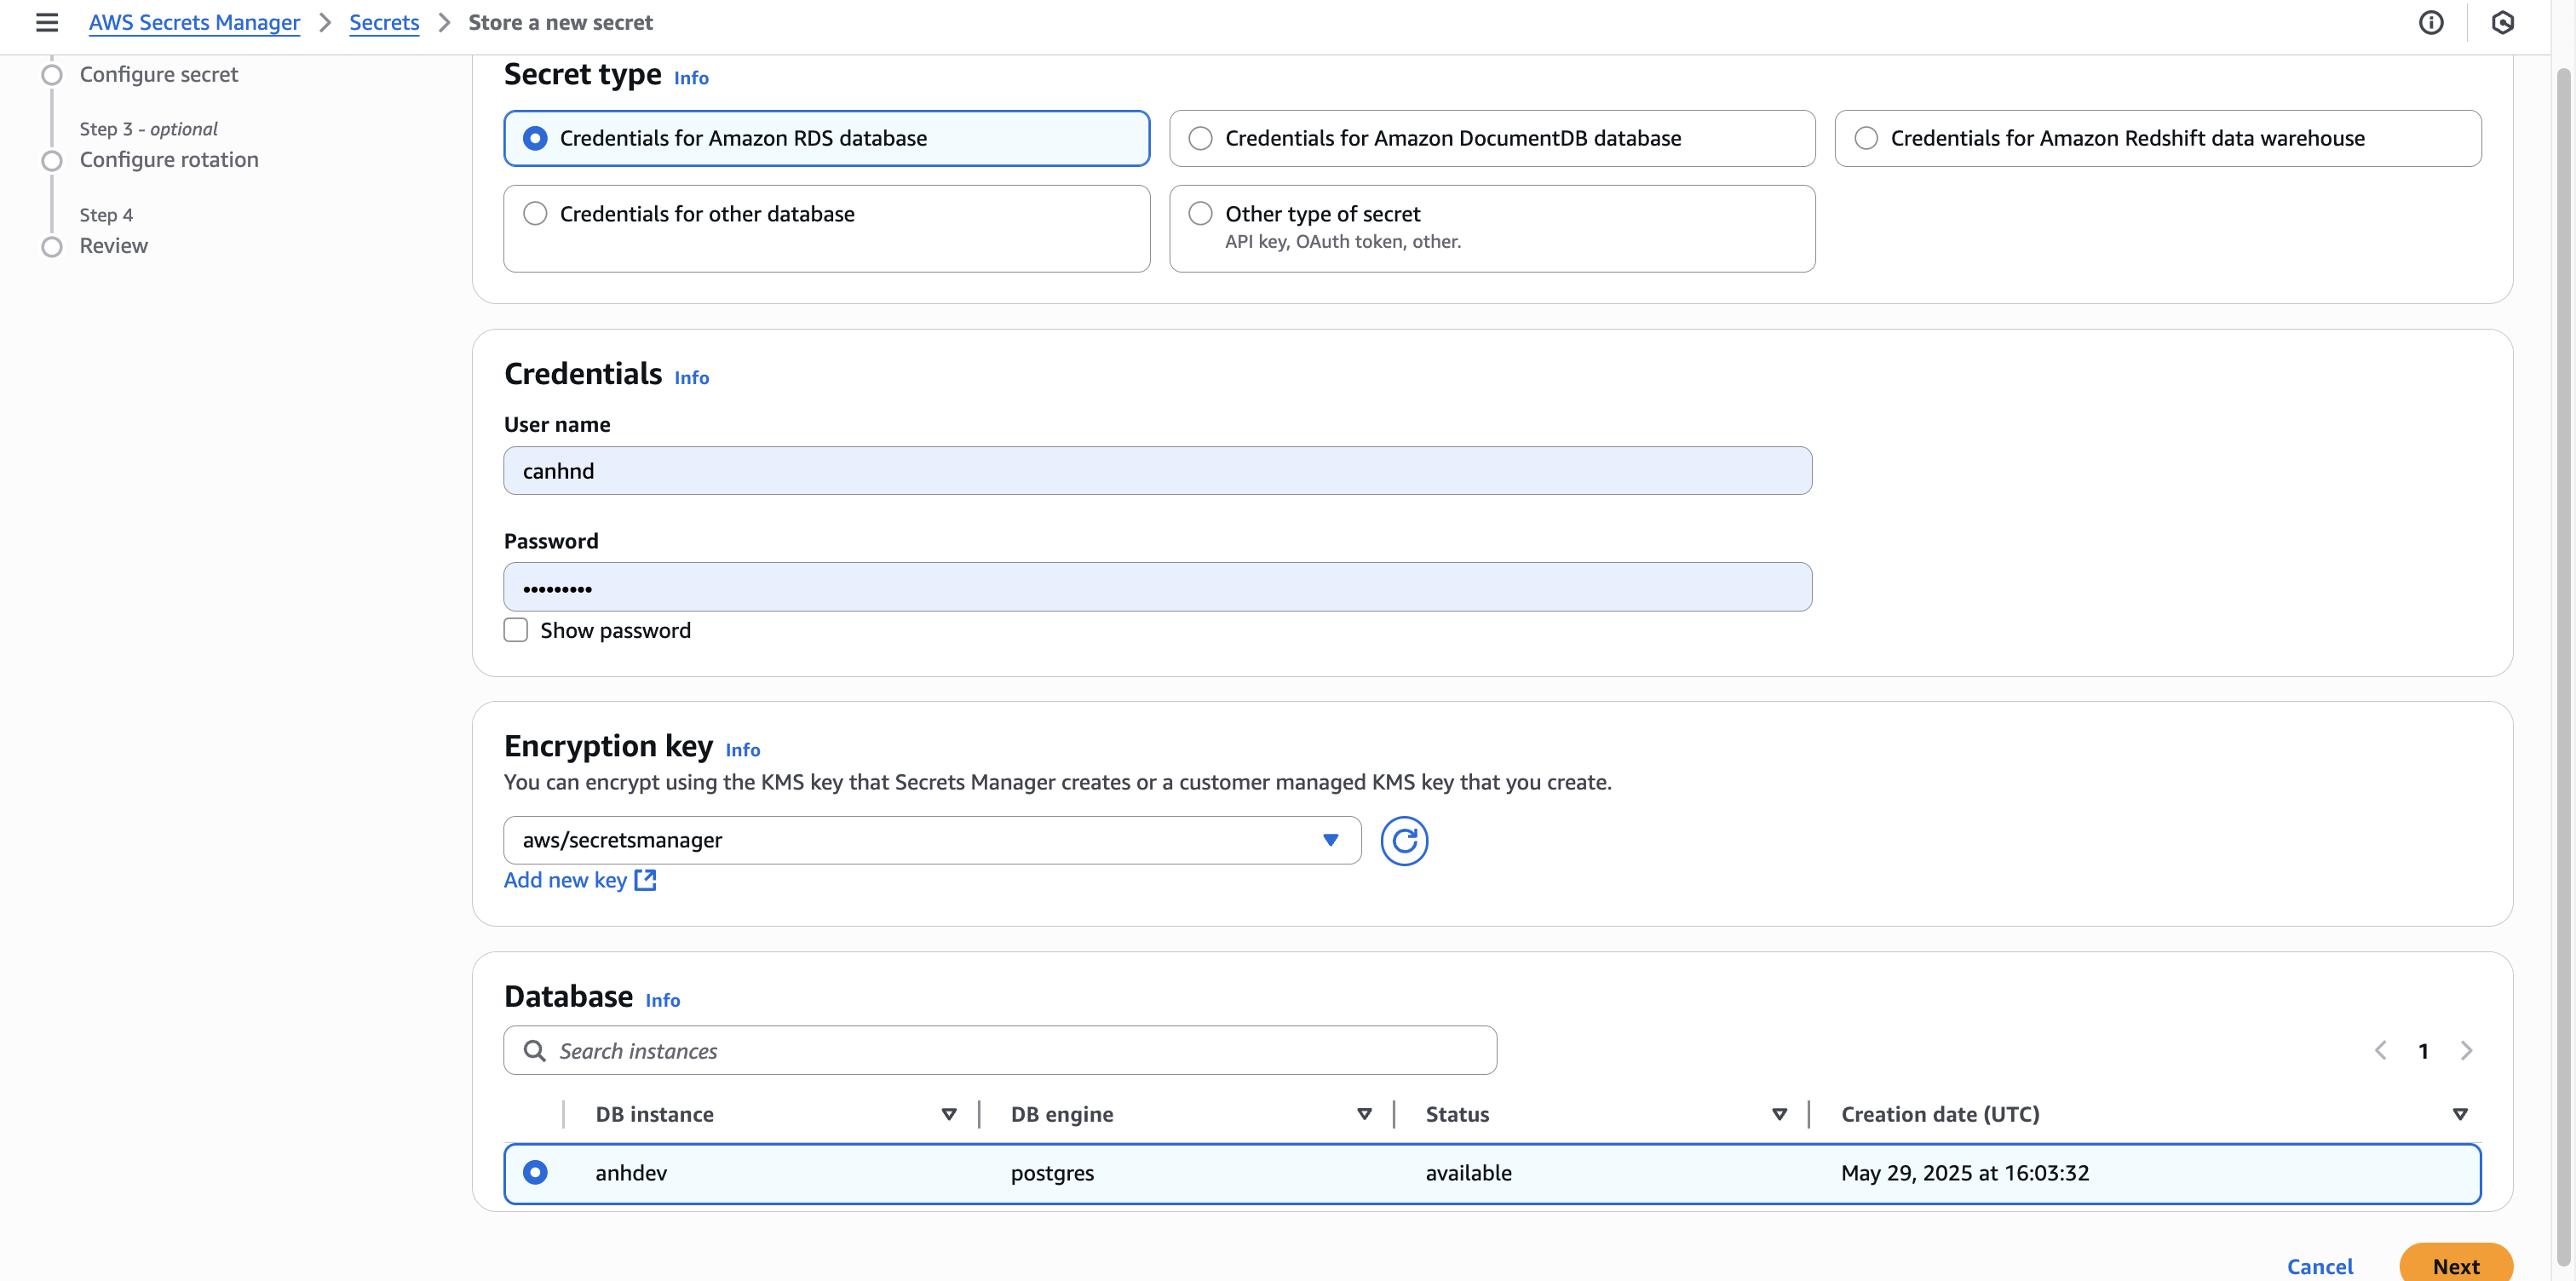 AWS Secrets Manager > Secrets > Store a new secret
Configure secret
Step 3 - optional
Configure rotation
Step 4
Review
Secret type Info
Credentials for Amazon RDS database
Credentials for Amazon DocumentDB database
Credentials for Amazon Redshift data warehouse
Credentials for other database
Other type of secret
API key, OAuth token, other.
Credentials Info
User name
canhnd
Password
•••••••••
Show password
Encryption key Info
You can encrypt using the KMS key that Secrets Manager creates or a customer managed KMS key that you create.
aws/secretsmanager
Add new key
Database Info
Search instances
1
DB instance DB engine Status Creation date (UTC)
anhdev postgres available May 29, 2025 at 16:03:32
Cancel Next